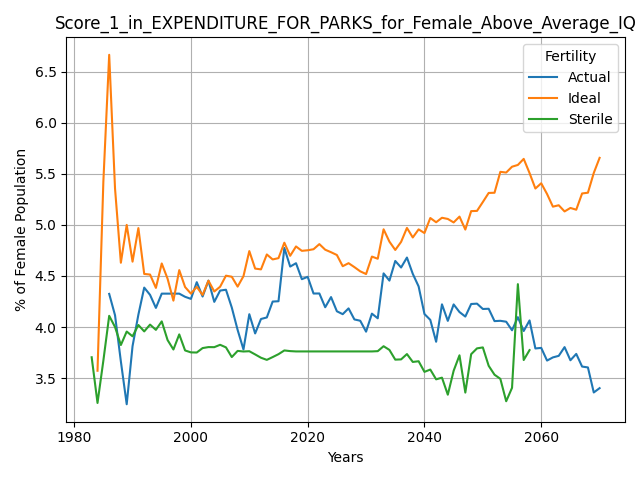 Score_1_in_EXPENDITURE_FOR_PARKS_for_Female_Above_Average_IQ
Fertility
Actual
Ideal
Sterile
% of Female Population
6.5
6.0
5.5
5.0
4.5
4.0
3.5
1980
2000
2020
2040
2060
Years